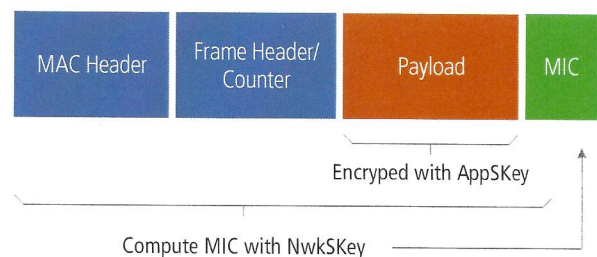 MAC Header
Frame Header/
Counter
Payload
MIC
Encryped with AppSKey
Compute MIC with NwkSKey